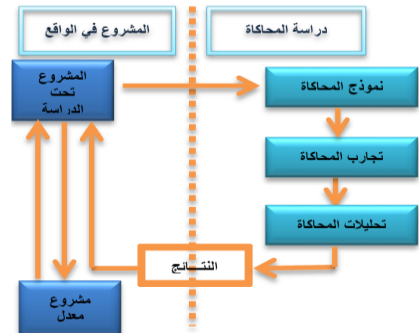 دراسة المحاكاة
المشروع في الواقع
المشروع
تحت
الدراسة
نموذج المحاكاة
تجارب المحاكاة
تحليلات المحاكاة
النتـــائج
مشروع
معدل